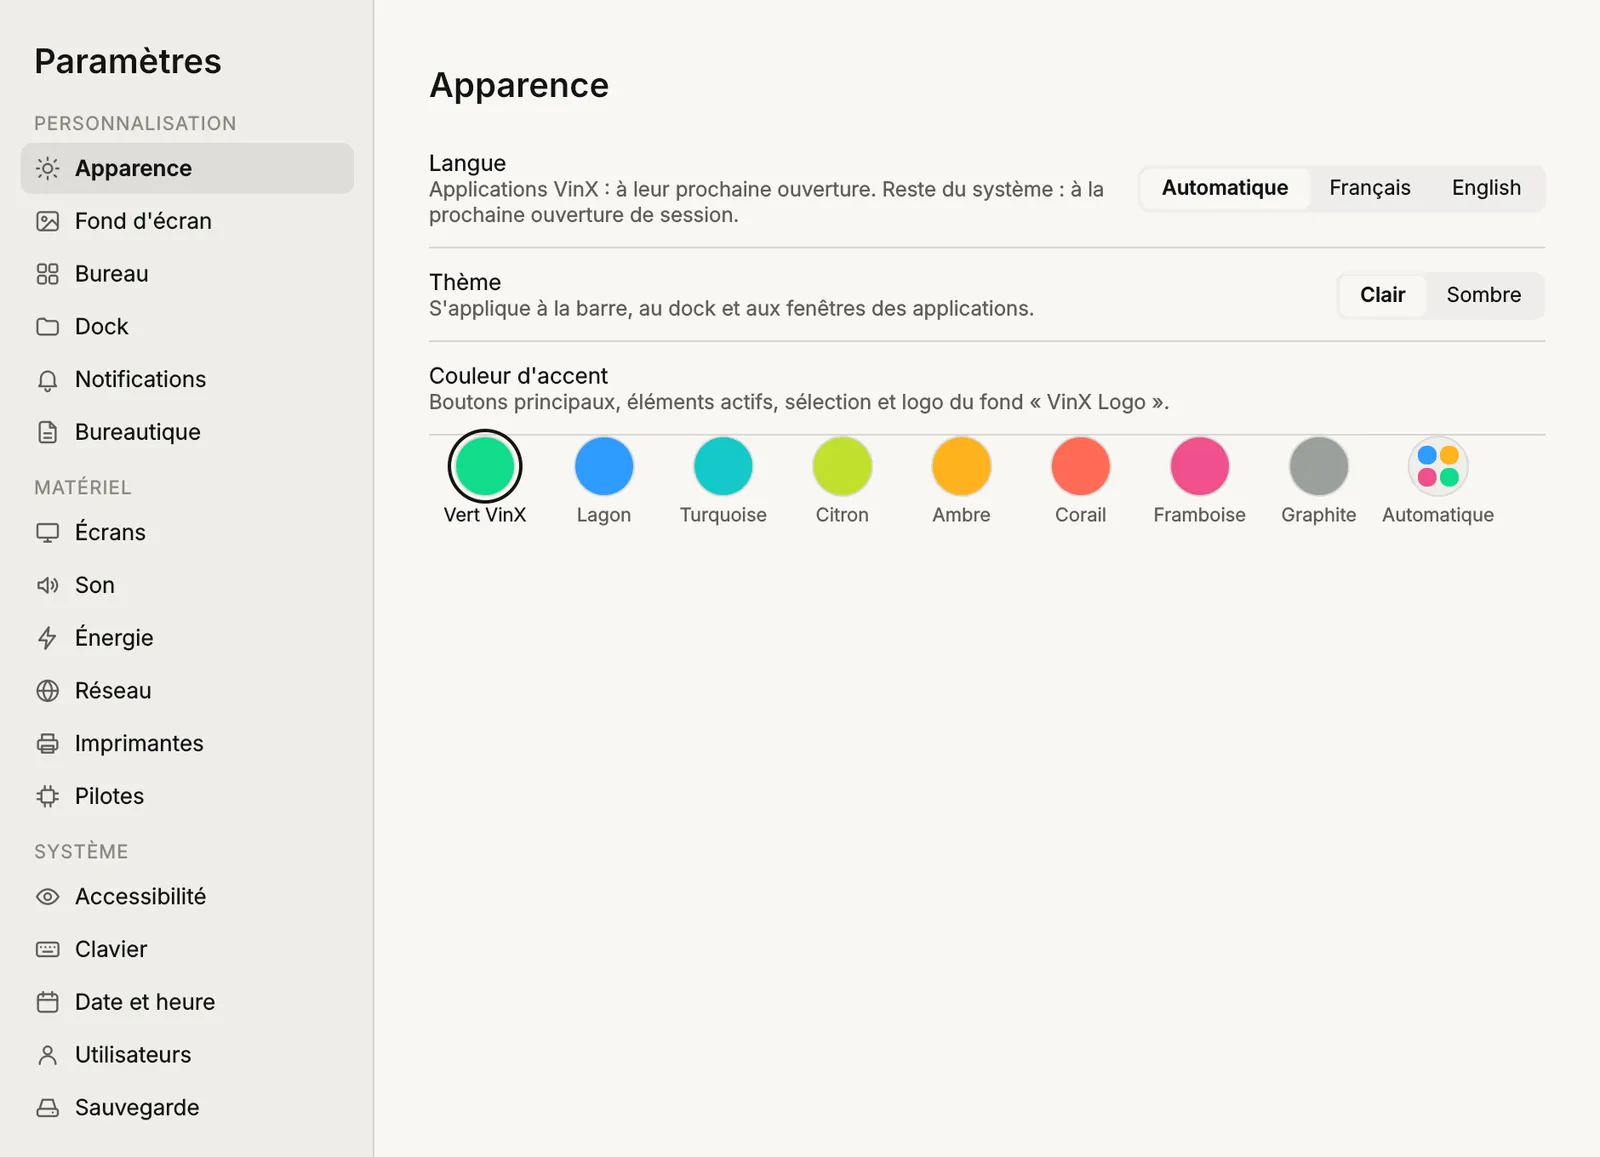 Paramètres
PERSONNALISATION
Apparence
Fond d'écran
Bureau
Dock
Notifications
Bureautique
MATÉRIEL
Écrans
Son
Énergie
Réseau
Imprimantes
Pilotes
SYSTÈME
Accessibilité
Clavier
Date et heure
Utilisateurs
Sauvegarde
Apparence
Langue
Applications VinX : à leur prochaine ouverture. Reste du système : à la
prochaine ouverture de session.
Automatique Français English
Thème
S'applique à la barre, au dock et aux fenêtres des applications.
Clair Sombre
Couleur d'accent
Boutons principaux, éléments actifs, sélection et logo du fond « VinX Logo ».
Vert VinX Lagon Turquoise Citron Ambre Corail Framboise Graphite Automatique